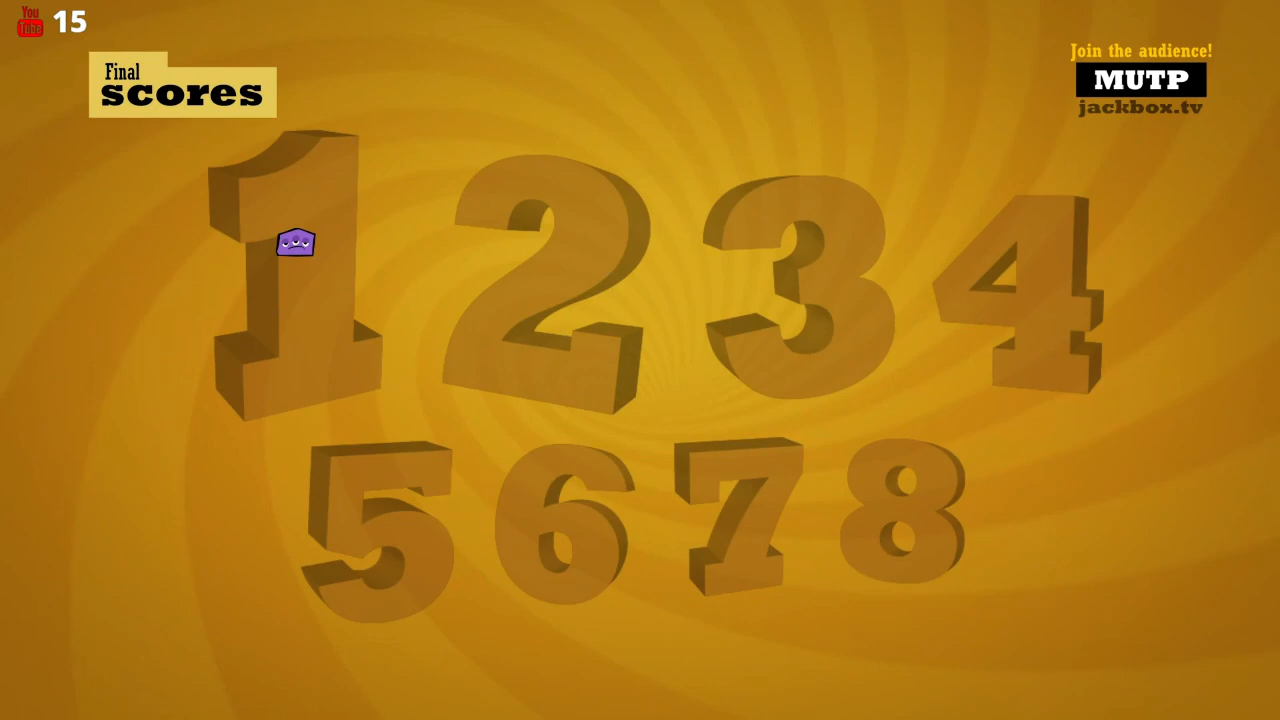 You
Tube
15
Final
scores
Join the audience!
MUTP
jackbox.tv
1 2 3 4
5 6 7 8